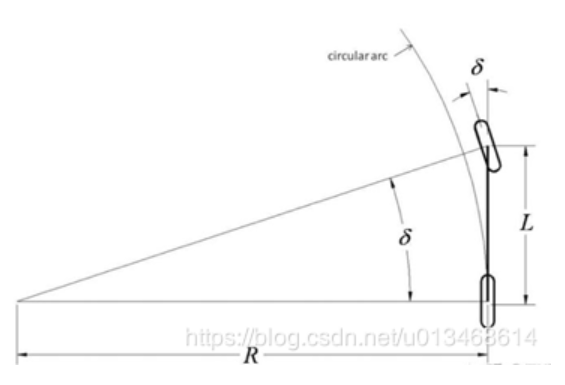 circular arc
δ
δ
L
https://blog.csdn.net/u013468614
R